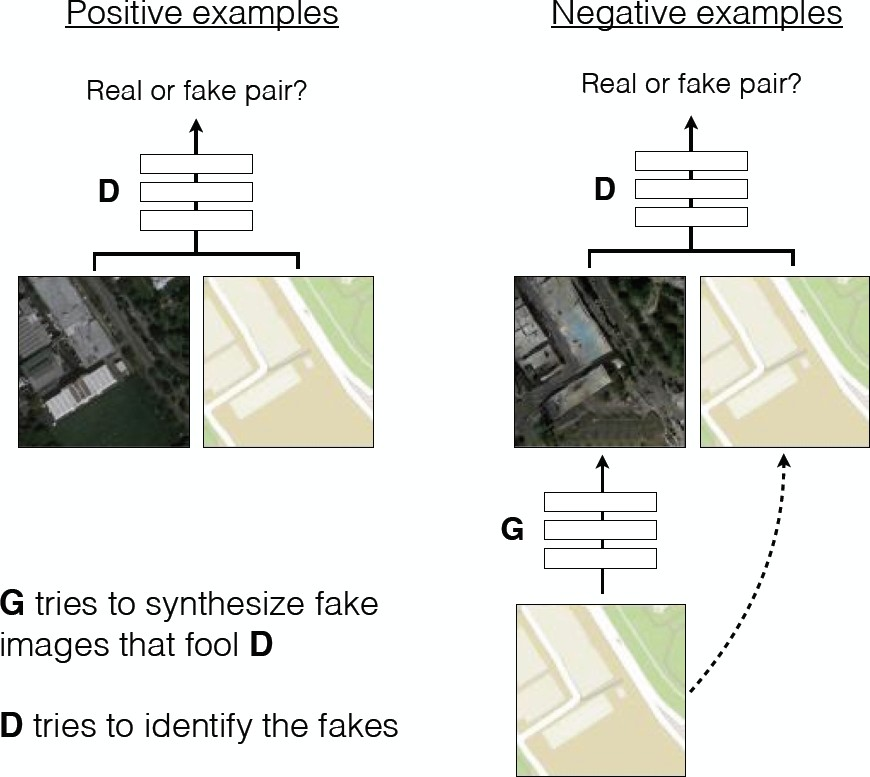 Positive examples
Negative examples
Real or fake pair?
Real or fake pair?
D
D
G
G tries to synthesize fake
images that fool D
D tries to identify the fakes